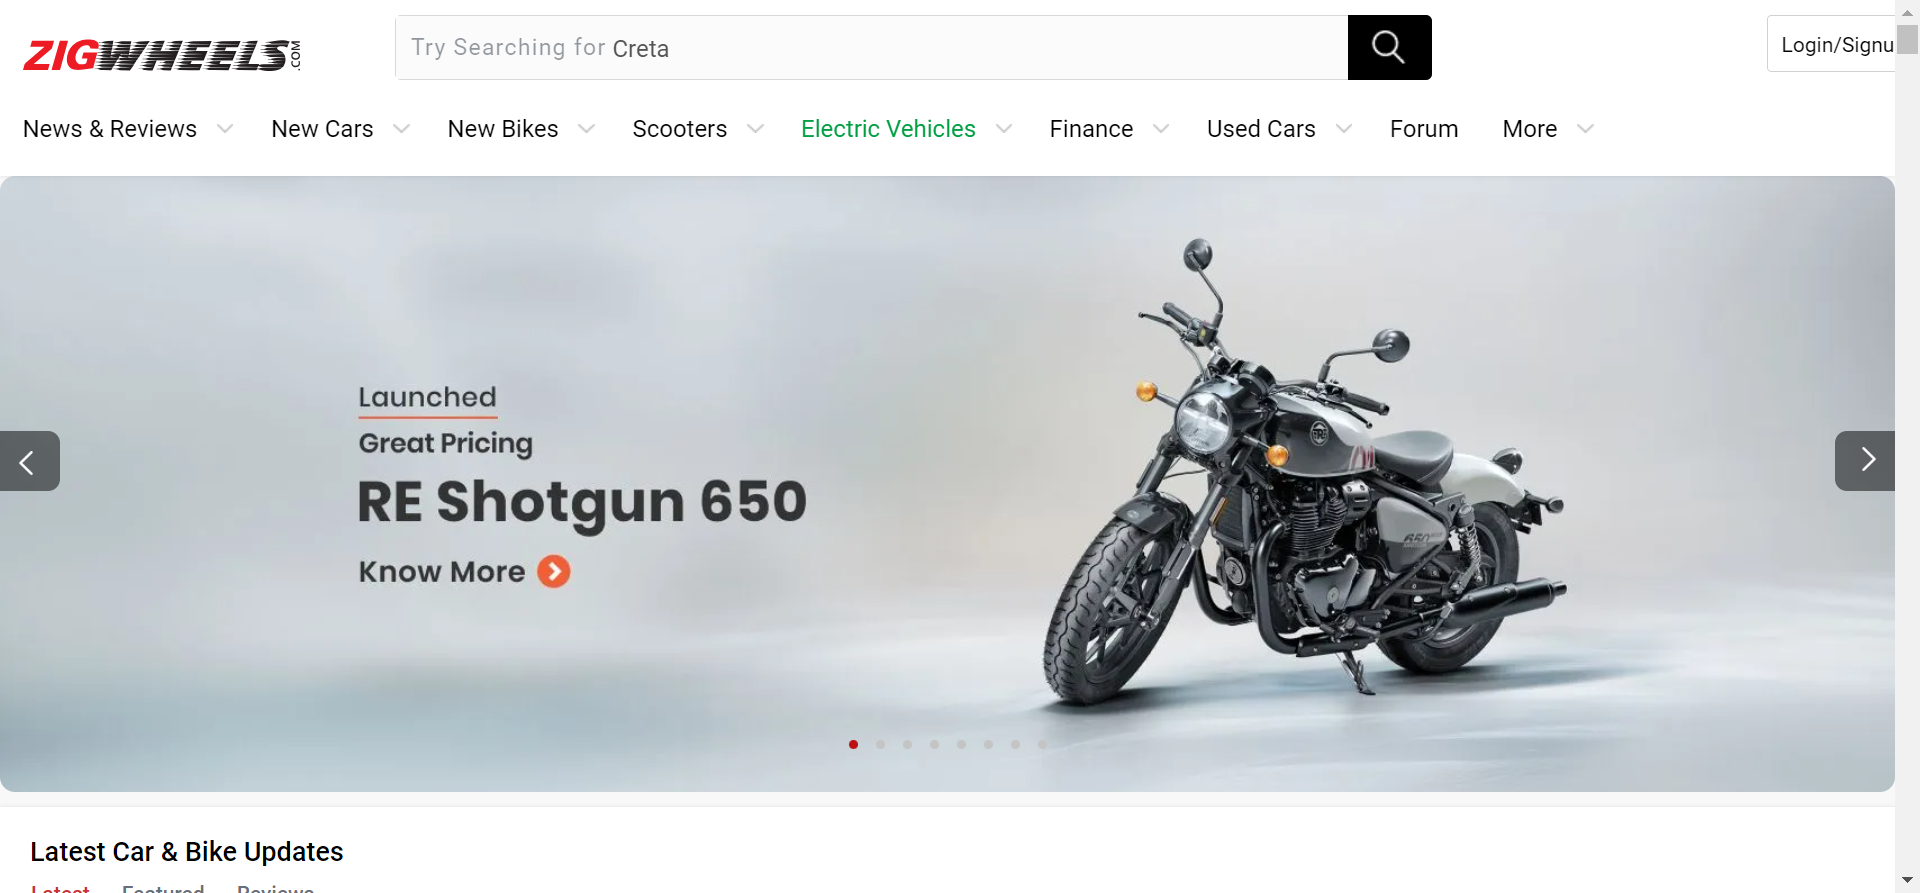 ZIGWHEELS.COM
Try Searching for Creta
Login/Signu
News & Reviews New Cars New Bikes Scooters Electric Vehicles Finance Used Cars Forum More
Launched
Great Pricing
RE Shotgun 650
Know More
650
Latest Car & Bike Updates
Latest Featured Reviews